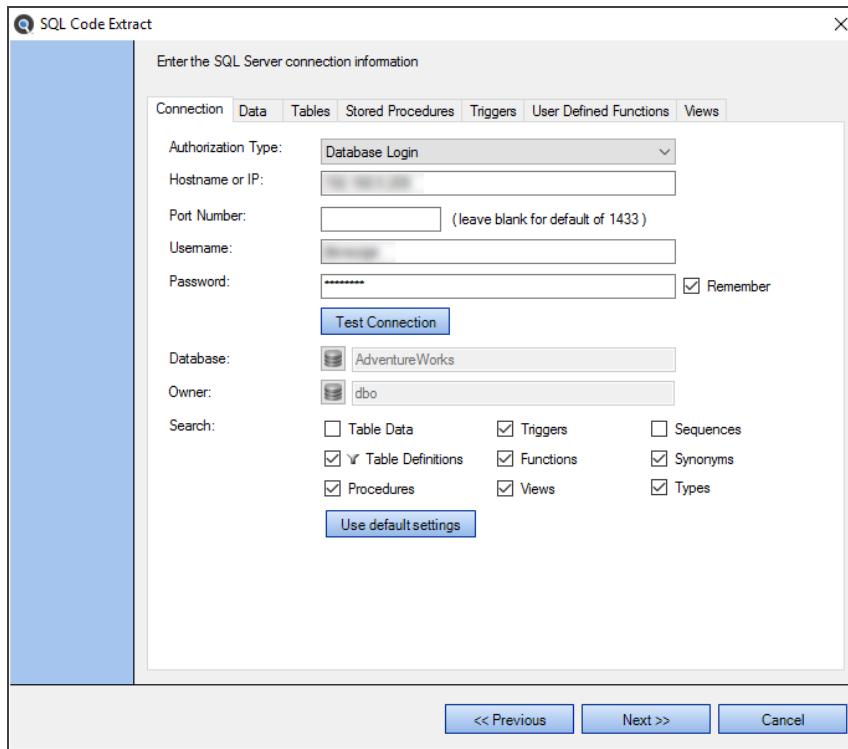 SQL Code Extract
Enter the SQL Server connection information
Connection Data Tables Stored Procedures Triggers User Defined Functions Views
Authorization Type: Database Login
Hostname or IP:
Port Number: ( leave blank for default of 1433 )
Username:
Password: ******** Remember
Test Connection
Database: AdventureWorks
Owner: dbo
Search: Table Data Triggers Sequences
Table Definitions Functions Synonyms
Procedures Views Types
Use default settings
<< Previous Next >> Cancel